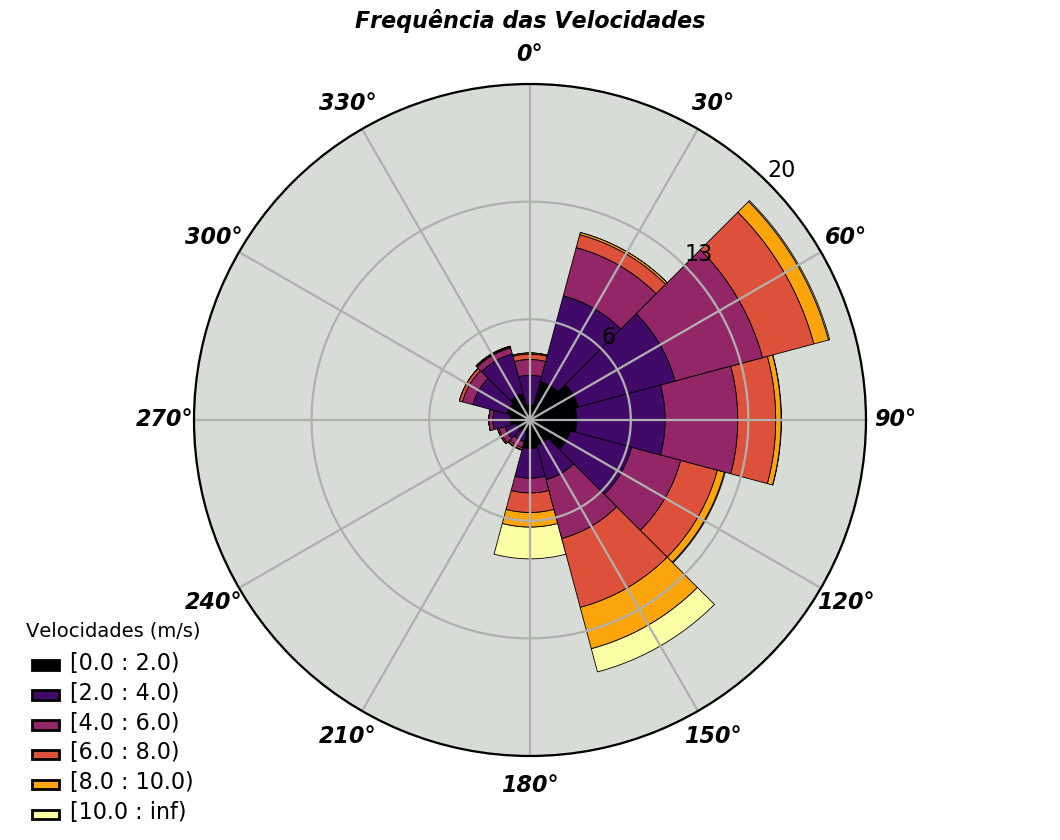 Frequência das Velocidades
0°
330°
30°
20
300°
60°
13
6
270°
90°
240°
120°
210°
150°
180°
Velocidades (m/s)
[0.0 : 2.0)
[2.0 : 4.0)
[4.0 : 6.0)
[6.0 : 8.0)
[8.0 : 10.0)
[10.0 : inf)